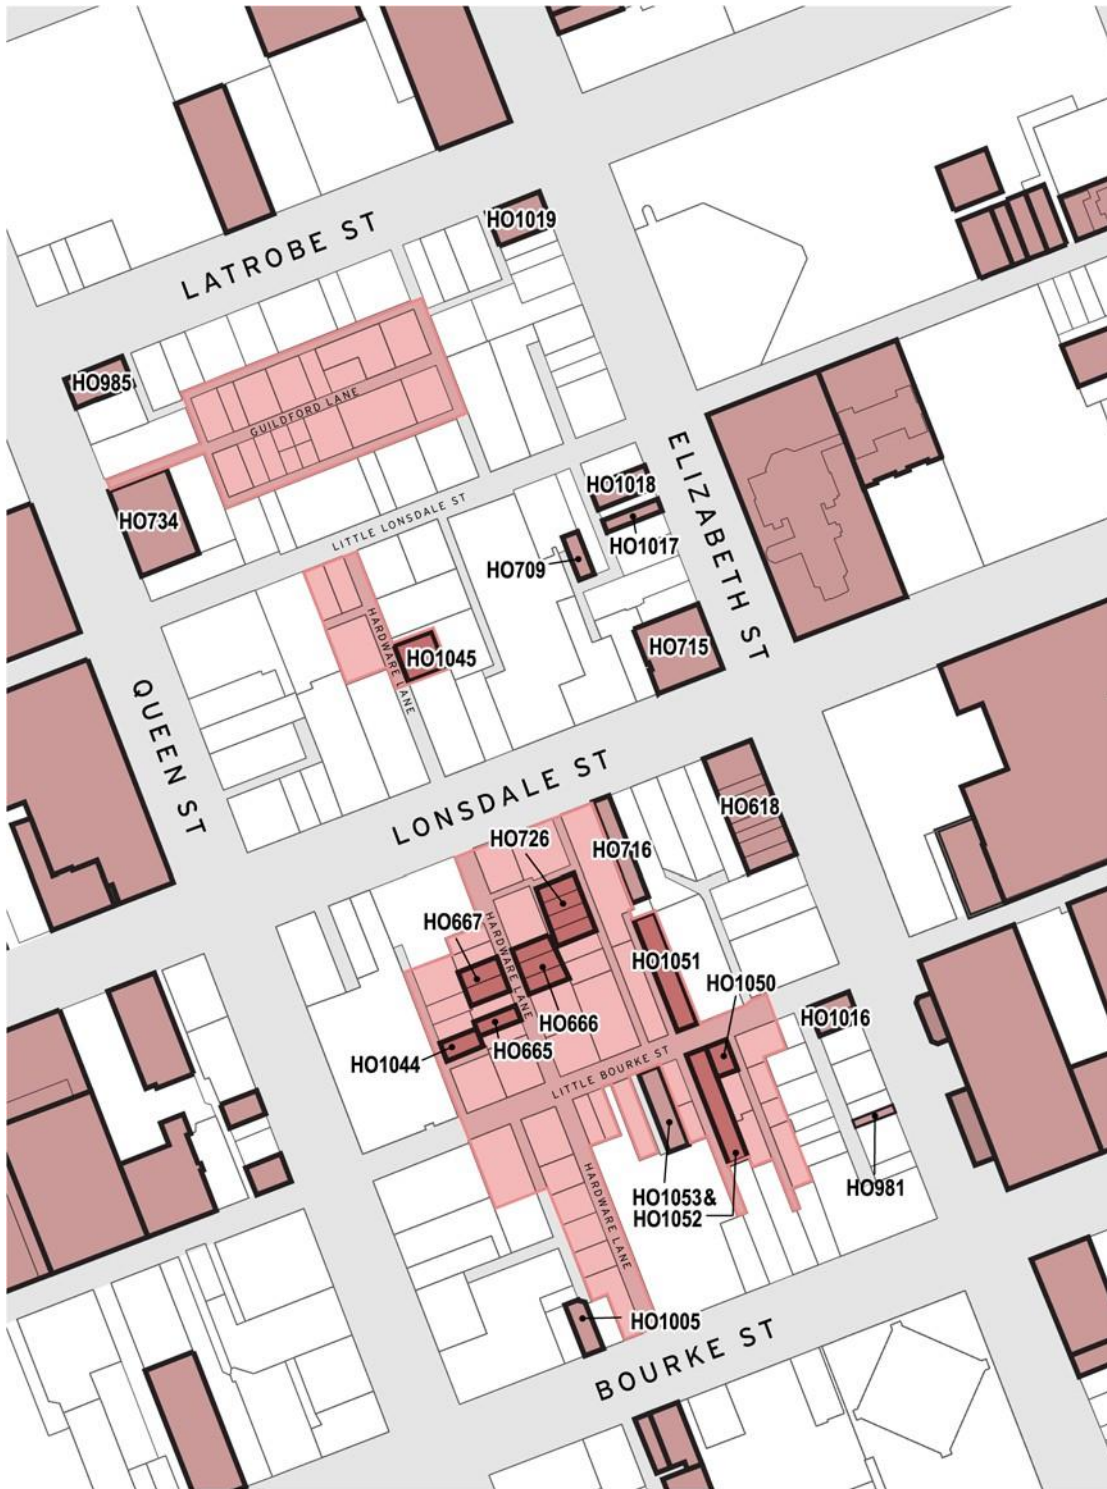 HO1019
LATROBE ST
HO985
GUILDFORD LANE
ELIZABETH ST
HO1018
HO734
LITTLE LONSDALE ST
HO1017
HO709
HARDWARE LANE
HO715
HO1045
QUEEN ST
LONSDALE ST
HO618
HO726
HO716
HO667
HARDWARE LANE
HO1051
HO1050
HO1016
HO666
HO665
HO1044
LITTLE BOURKE ST
HO981
HO1053&
HO1052
HARDWARE LANE
HO1005
BOURKE ST